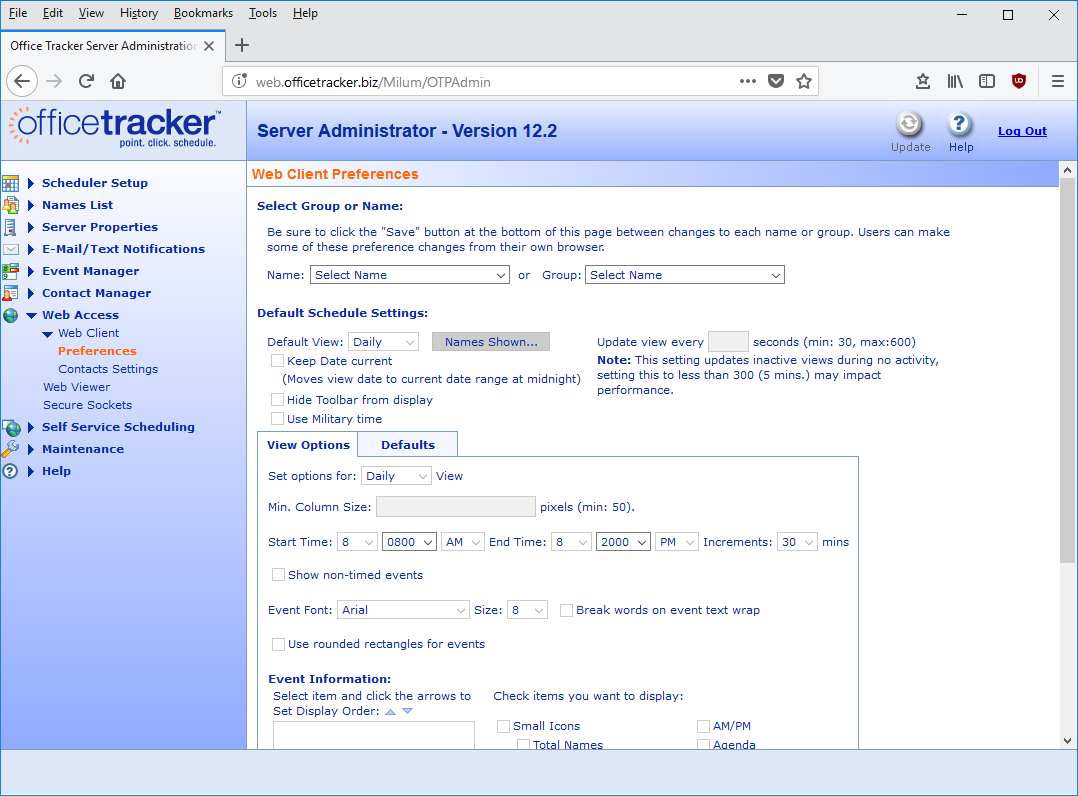 File Edit View History Bookmarks Tools Help
Office Tracker Server Administration
web.officetracker.biz/Milum/OTPAdmin
officetracker™
point. click. schedule.
Server Administrator - Version 12.2
Update
Help
Log Out
Scheduler Setup
Names List
Server Properties
E-Mail/Text Notifications
Event Manager
Contact Manager
Web Access
Web Client
Preferences
Contacts Settings
Web Viewer
Secure Sockets
Self Service Scheduling
Maintenance
Help
Web Client Preferences
Select Group or Name:
Be sure to click the "Save" button at the bottom of this page between changes to each name or group. Users can make
some of these preference changes from their own browser.
Name: Select Name or Group: Select Name
Default Schedule Settings:
Default View: Daily Names Shown...
Keep Date current
(Moves view date to current date range at midnight)
Hide Toolbar from display
Use Military time
Update view every seconds (min: 30, max:600)
Note: This setting updates inactive views during no activity,
setting this to less than 300 (5 mins.) may impact
performance.
View Options Defaults
Set options for: Daily View
Min. Column Size: pixels (min: 50).
Start Time: 8 0800 AM End Time: 8 2000 PM Increments: 30 mins
Show non-timed events
Event Font: Arial Size: 8 Break words on event text wrap
Use rounded rectangles for events
Event Information:
Select item and click the arrows to
Set Display Order:
Check items you want to display:
Small Icons AM/PM
Total Names Agenda